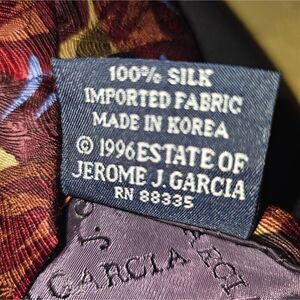 100% SILK
IMPORTED FABRIC
MADE IN KOREA
© 1996 ESTATE OF
JEROME J. GARCIA
RN 88335
J.
GARCIA